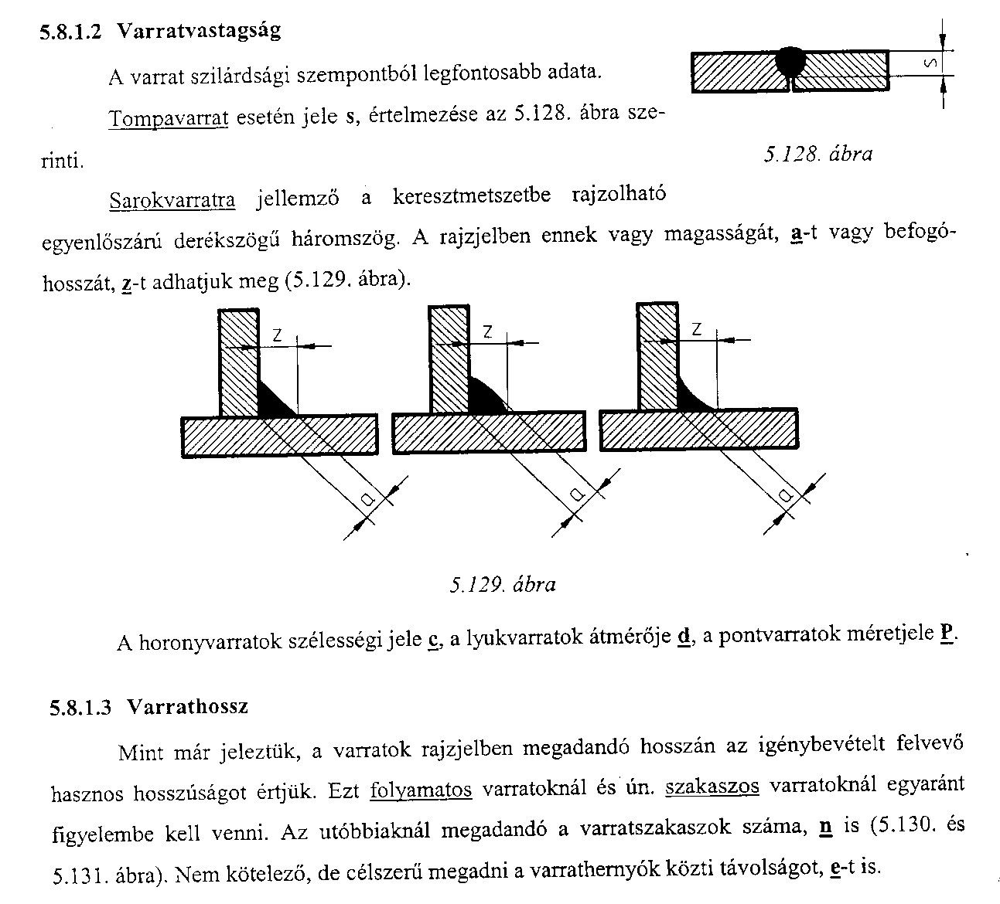 5.8.1.2 Varratvastagság
A varrat szilárdsági szempontból legfontosabb adata.
Tompavarrat esetén jele s, értelmezése az 5.128. ábra sze-
rinti.
s
5.128. ábra
Sarokvarratra jellemző a keresztmetszetbe rajzolható
egyenlőszárú derékszögű háromszög. A rajzjelben ennek vagy magasságát, a-t vagy befogó-
hosszát, z-t adhatjuk meg (5.129. ábra).
z z z
a a a
5.129. ábra
A horonyvarratok szélességi jele c, a lyukvarratok átmérője d, a pontvarratok méretjele P.
5.8.1.3 Varrathossz
Mint már jeleztük, a varratok rajzjelben megadandó hosszán az igénybevételt felvevő
hasznos hosszúságot értjük. Ezt folyamatos varratoknál és ún. szakaszos varratoknál egyaránt
figyelembe kell venni. Az utóbbiaknál megadandó a varratszakaszok száma, n is (5.130. és
5.131. ábra). Nem kötelező, de célszerű megadni a varrathernyók közti távolságot, e-t is.